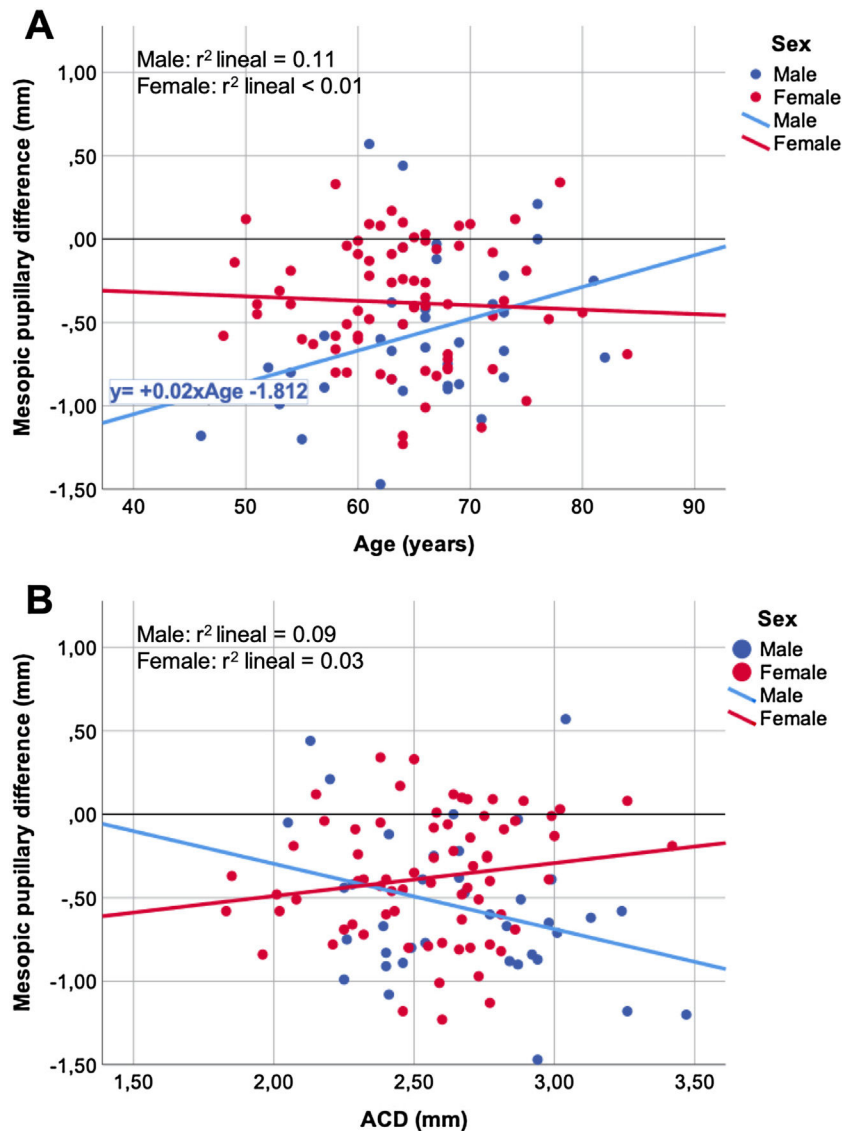 A
Male: r² lineal = 0.11
Female: r² lineal < 0.01
Sex
Male
Female
Male
Female
Mesopic pupillary difference (mm)
1,00
,50
,00
-,50
-1,00
-1,50
y= +0.02xAge -1.812
40 50 60 70 80 90
Age (years)
B
Male: r² lineal = 0.09
Female: r² lineal = 0.03
Sex
Male
Female
Male
Female
Mesopic pupillary difference (mm)
1,00
,50
,00
-,50
-1,00
-1,50
1,50 2,00 2,50 3,00 3,50
ACD (mm)